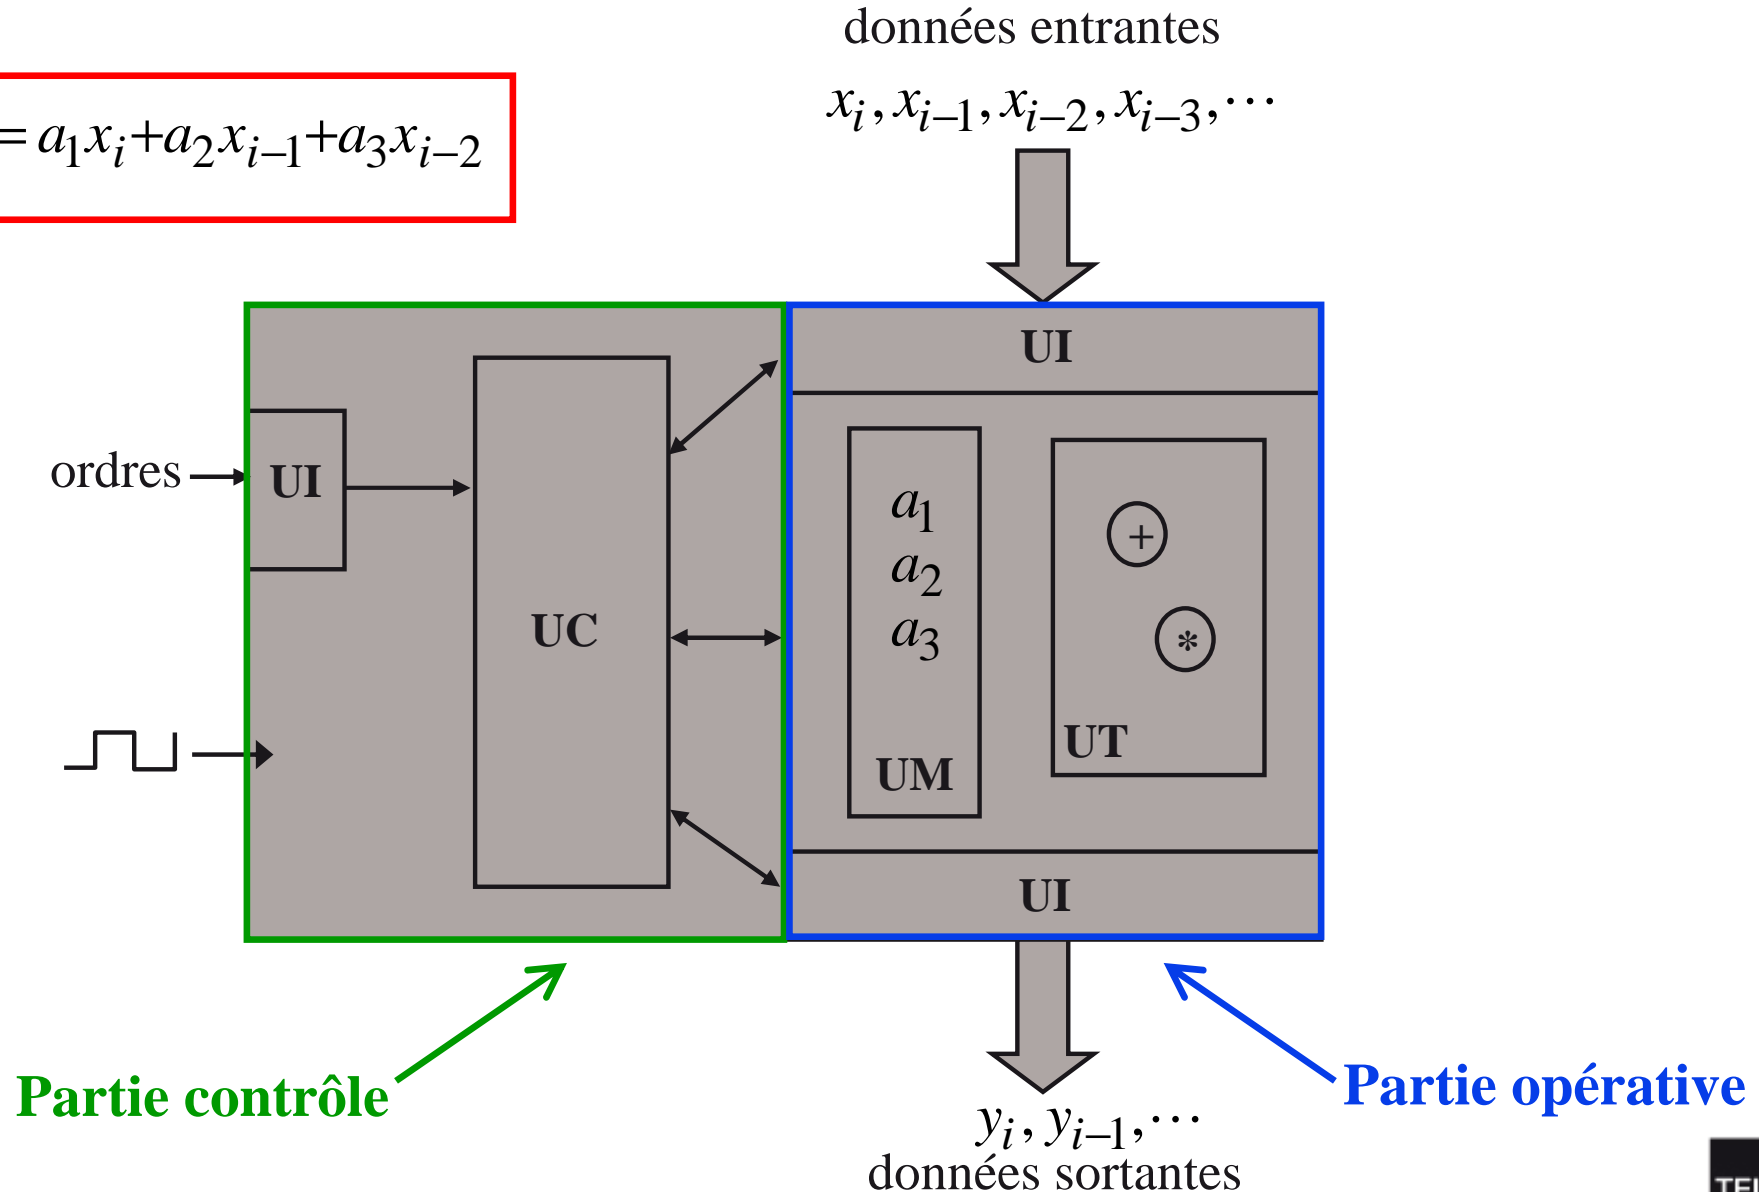 données entrantes
xᵢ, xᵢ₋₁, xᵢ₋₂, xᵢ₋₃, ⋯
= a₁xᵢ+a₂xᵢ₋₁+a₃xᵢ₋₂
UI
ordres
UI
UC
a₁
a₂
a₃
UM
+
*
UT
UI
Partie contrôle
Partie opérative
yᵢ, yᵢ₋₁, ⋯
données sortantes